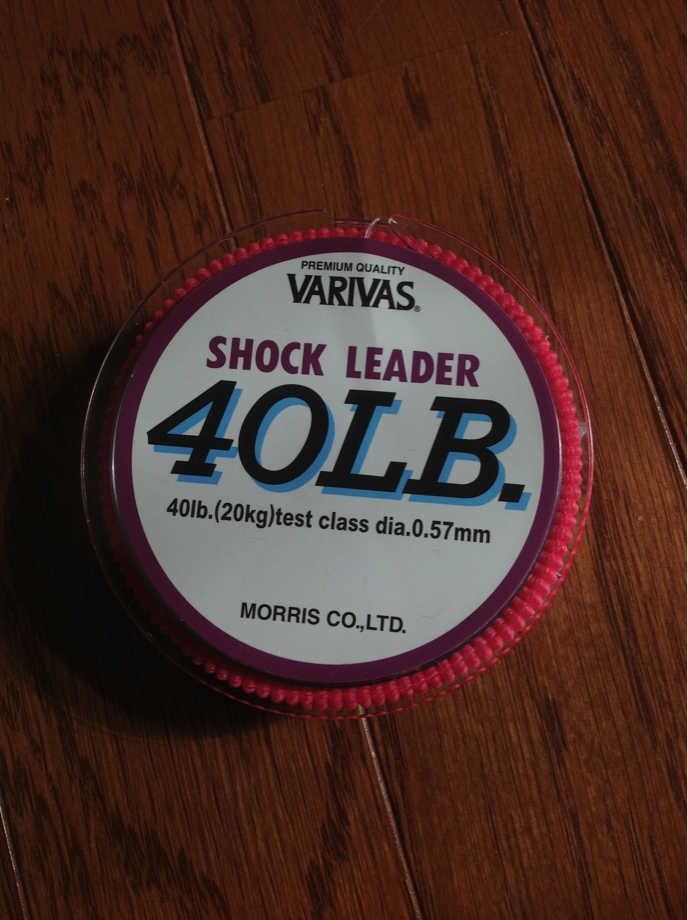 PREMIUM QUALITY
VARIVAS®
SHOCK LEADER
40LB.
40lb.(20kg)test class dia.0.57mm
MORRIS CO.,LTD.